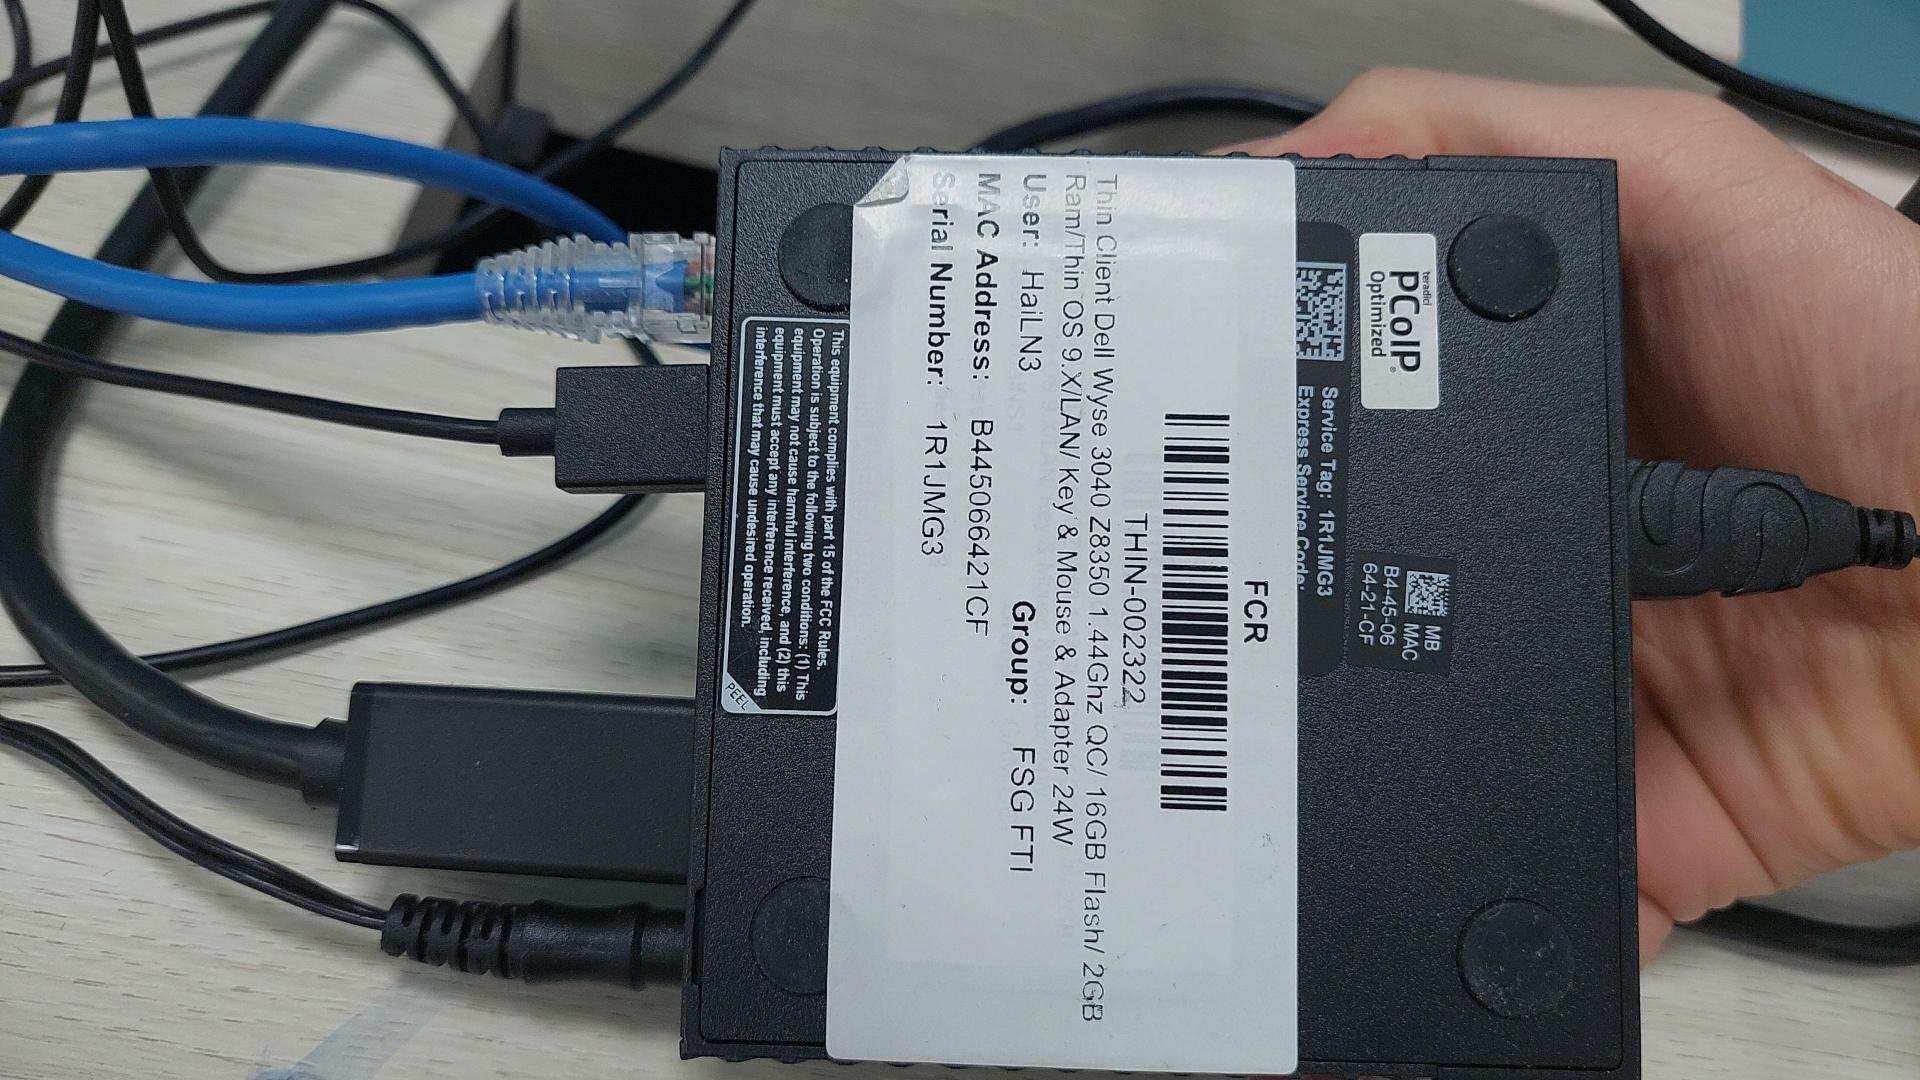 teradici
PCoIP®
Optimized
MB
MAC
B4-45-06
64-21-CF
Service Tag: 1R1JMG3
Express Service Code:
FCR
THIN-002322
Thin Client Dell Wyse 3040 Z8350 1.44Ghz QC/ 16GB Flash/ 2GB
Ram/Thin OS 9.X/LAN/ Key & Mouse & Adapter 24W
User: HaiLN3 Group: FSG FTI
MAC Address: B445066421CF
Serial Number: 1R1JMG3
This equipment complies with part 15 of the FCC Rules.
Operation is subject to the following two conditions: (1) This
equipment may not cause harmful interference, and (2) this
equipment must accept any interference received, including
interference that may cause undesired operation.
PEEL